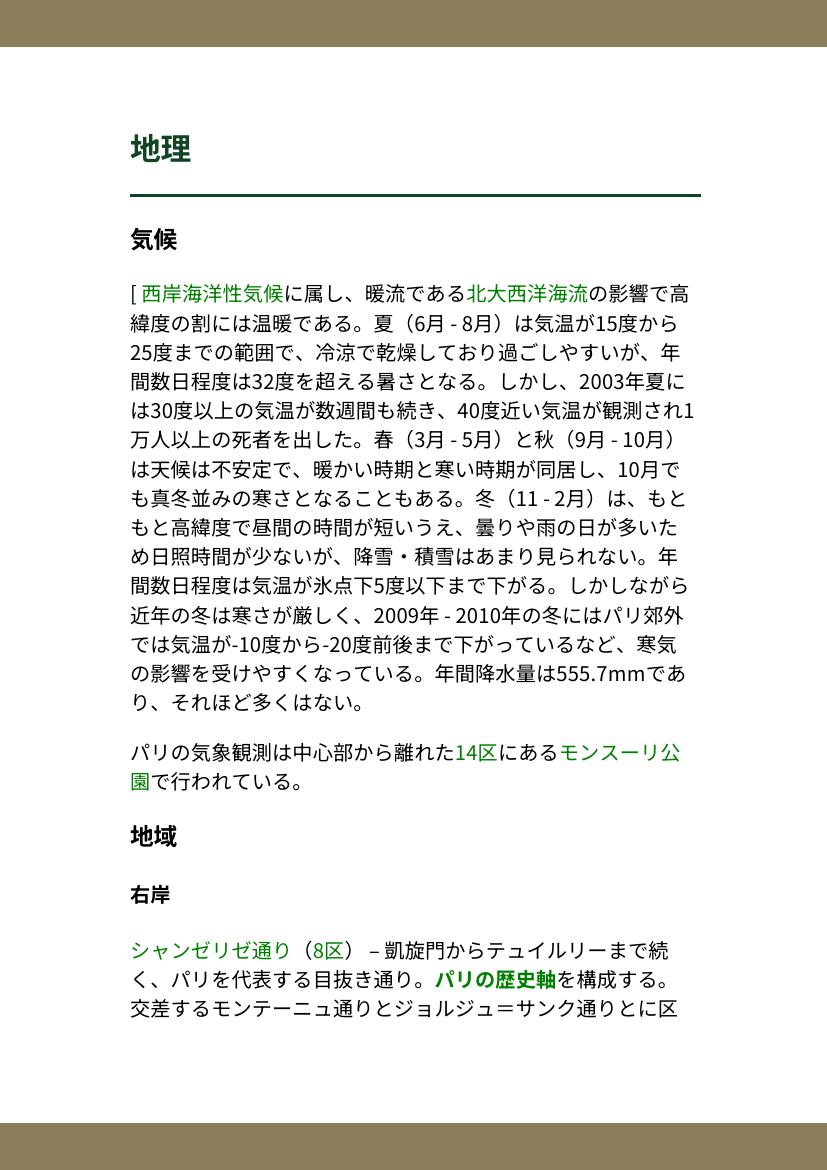 地理
気候
[ 西岸海洋性気候に属し、暖流である北大西洋海流の影響で高
緯度の割には温暖である。夏（6月 - 8月）は気温が15度から
25度までの範囲で、冷涼で乾燥しており過ごしやすいが、年
間数日程度は32度を超える暑さとなる。しかし、2003年夏に
は30度以上の気温が数週間も続き、40度近い気温が観測され1
万人以上の死者を出した。春（3月 - 5月）と秋（9月 - 10月）
は天候は不安定で、暖かい時期と寒い時期が同居し、10月で
も真冬並みの寒さとなることもある。冬（11 - 2月）は、もと
もと高緯度で昼間の時間が短いうえ、曇りや雨の日が多いた
め日照時間が少ないが、降雪・積雪はあまり見られない。年
間数日程度は気温が氷点下5度以下まで下がる。しかしながら
近年の冬は寒さが厳しく、2009年 - 2010年の冬にはパリ郊外
では気温が-10度から-20度前後まで下がっているなど、寒気
の影響を受けやすくなっている。年間降水量は555.7mmであ
り、それほど多くはない。
パリの気象観測は中心部から離れた14区にあるモンスーリ公
園で行われている。
地域
右岸
シャンゼリゼ通り（8区） – 凱旋門からテュイルリーまで続
く、パリを代表する目抜き通り。パリの歴史軸を構成する。
交差するモンテーニュ通りとジョルジュ＝サンク通りとに区